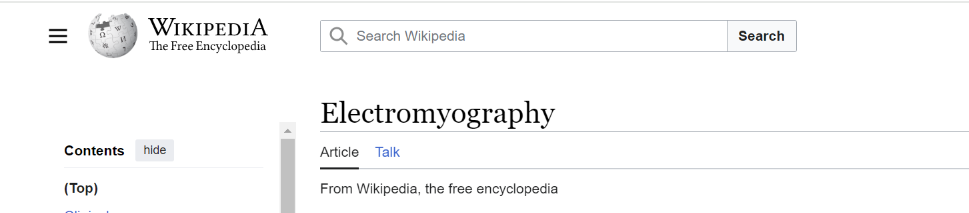 WIKIPEDIA
The Free Encyclopedia
Search Wikipedia
Search
Electromyography
Contents
hide
Article
Talk
(Top)
From Wikipedia, the free encyclopedia